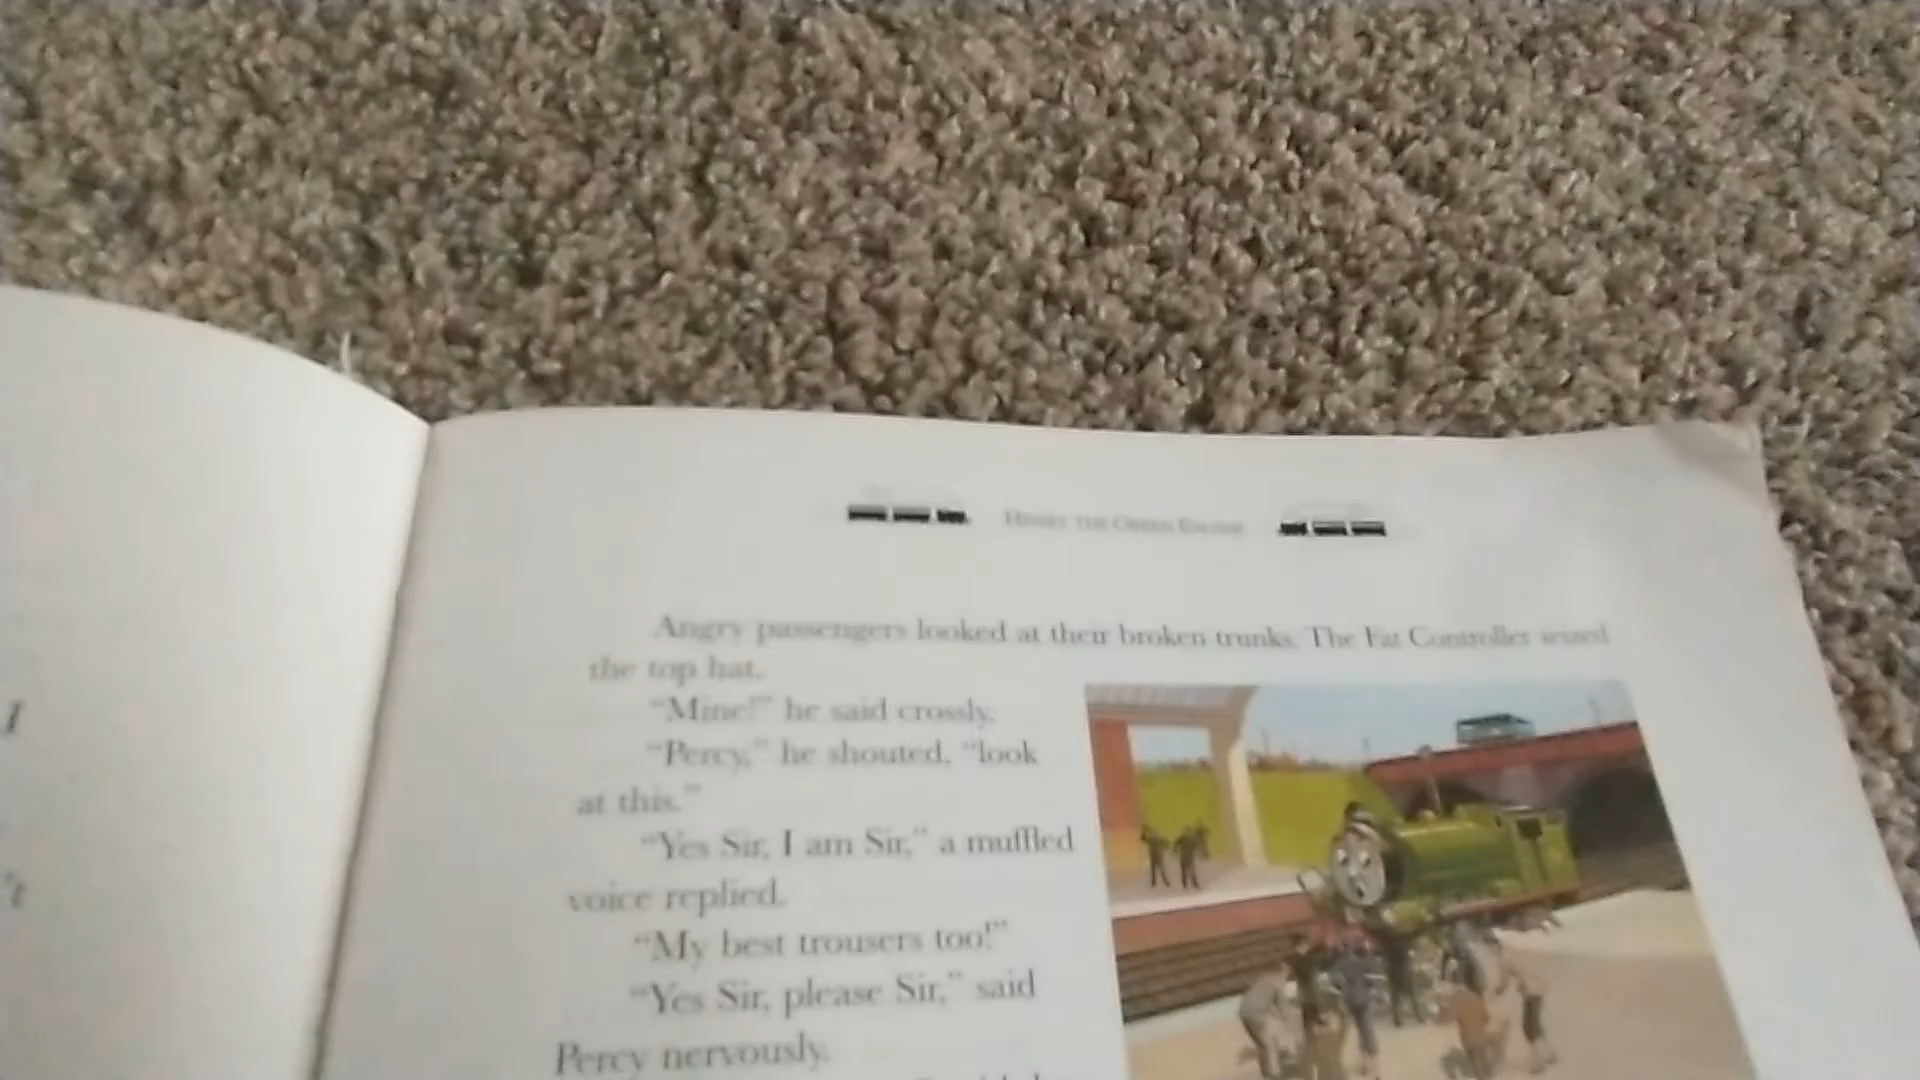 I
't
HENRY THE GREEN ENGINE
Angry passengers looked at their broken trunks. The Fat Controller seized
the top hat.
“Mine!” he said crossly.
“Percy,” he shouted, “look
at this.”
“Yes Sir, I am Sir,” a muffled
voice replied.
“My best trousers too!”
“Yes Sir, please Sir,” said
Percy nervously.